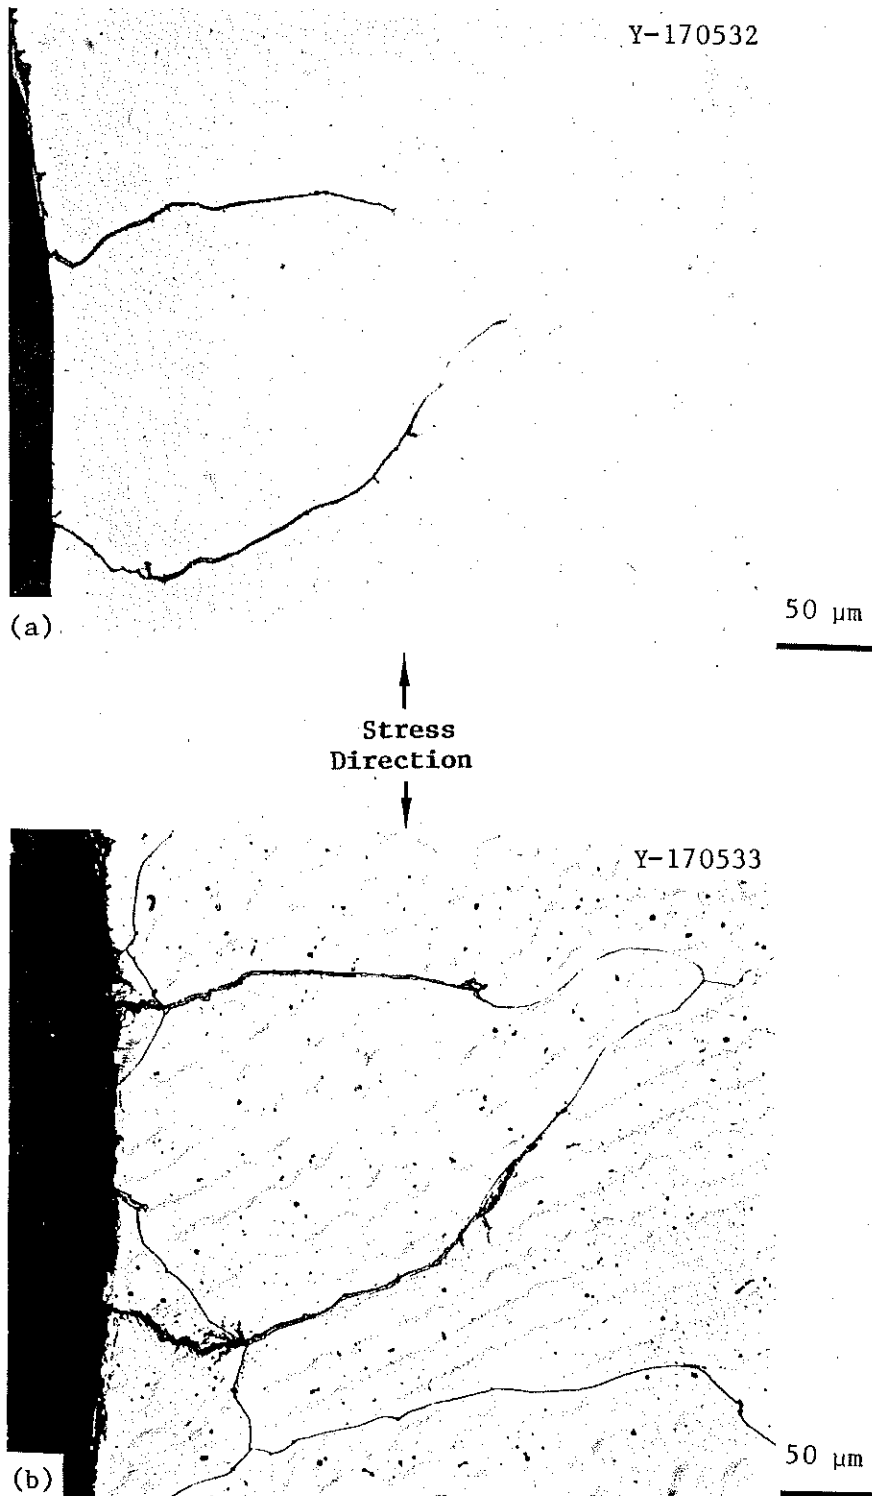 Y-170532
(a)
50 μm
Stress
Direction
Y-170533
(b)
50 μm